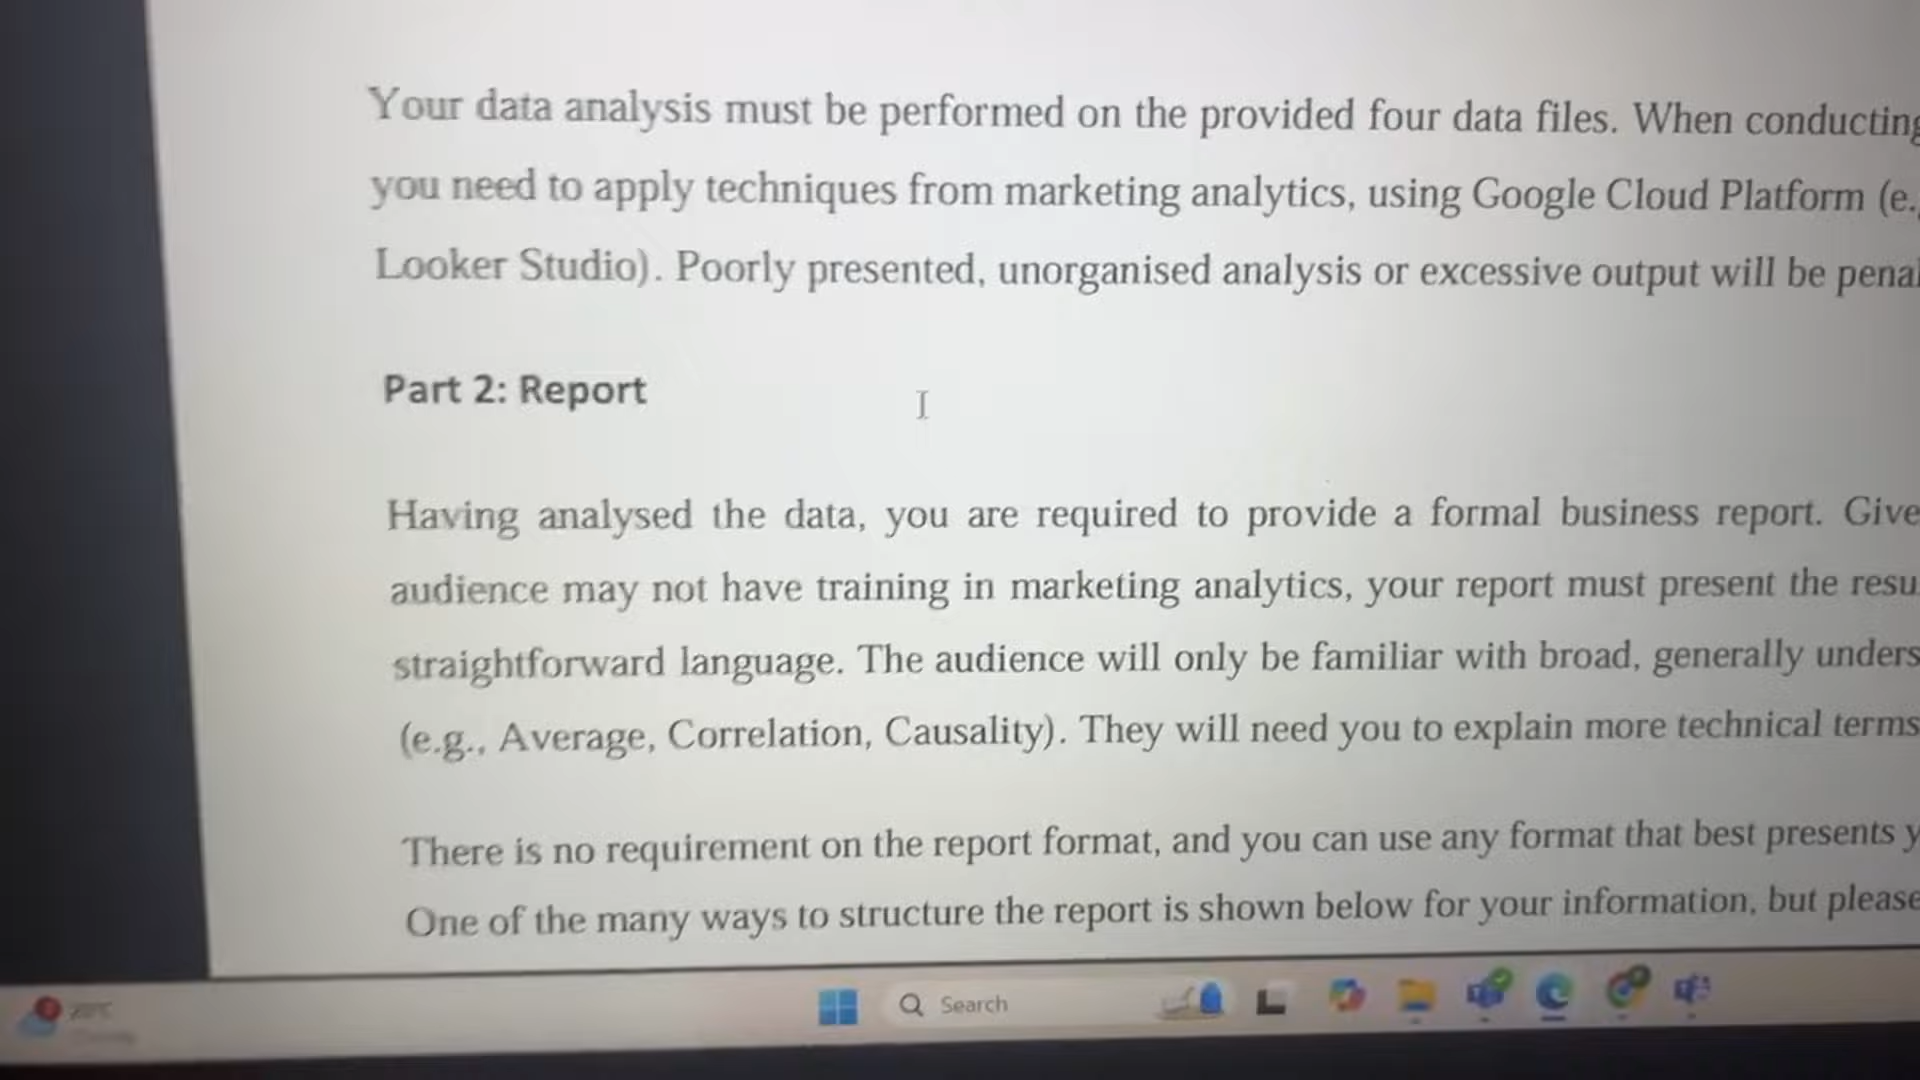 Your data analysis must be performed on the provided four data files. When conducting
you need to apply techniques from marketing analytics, using Google Cloud Platform (e.
Looker Studio). Poorly presented, unorganised analysis or excessive output will be penal
Part 2: Report
Having analysed the data, you are required to provide a formal business report. Give
audience may not have training in marketing analytics, your report must present the resu
straightforward language. The audience will only be familiar with broad, generally unders
(e.g., Average, Correlation, Causality). They will need you to explain more technical terms
There is no requirement on the report format, and you can use any format that best presents y
One of the many ways to structure the report is shown below for your information, but please
Search